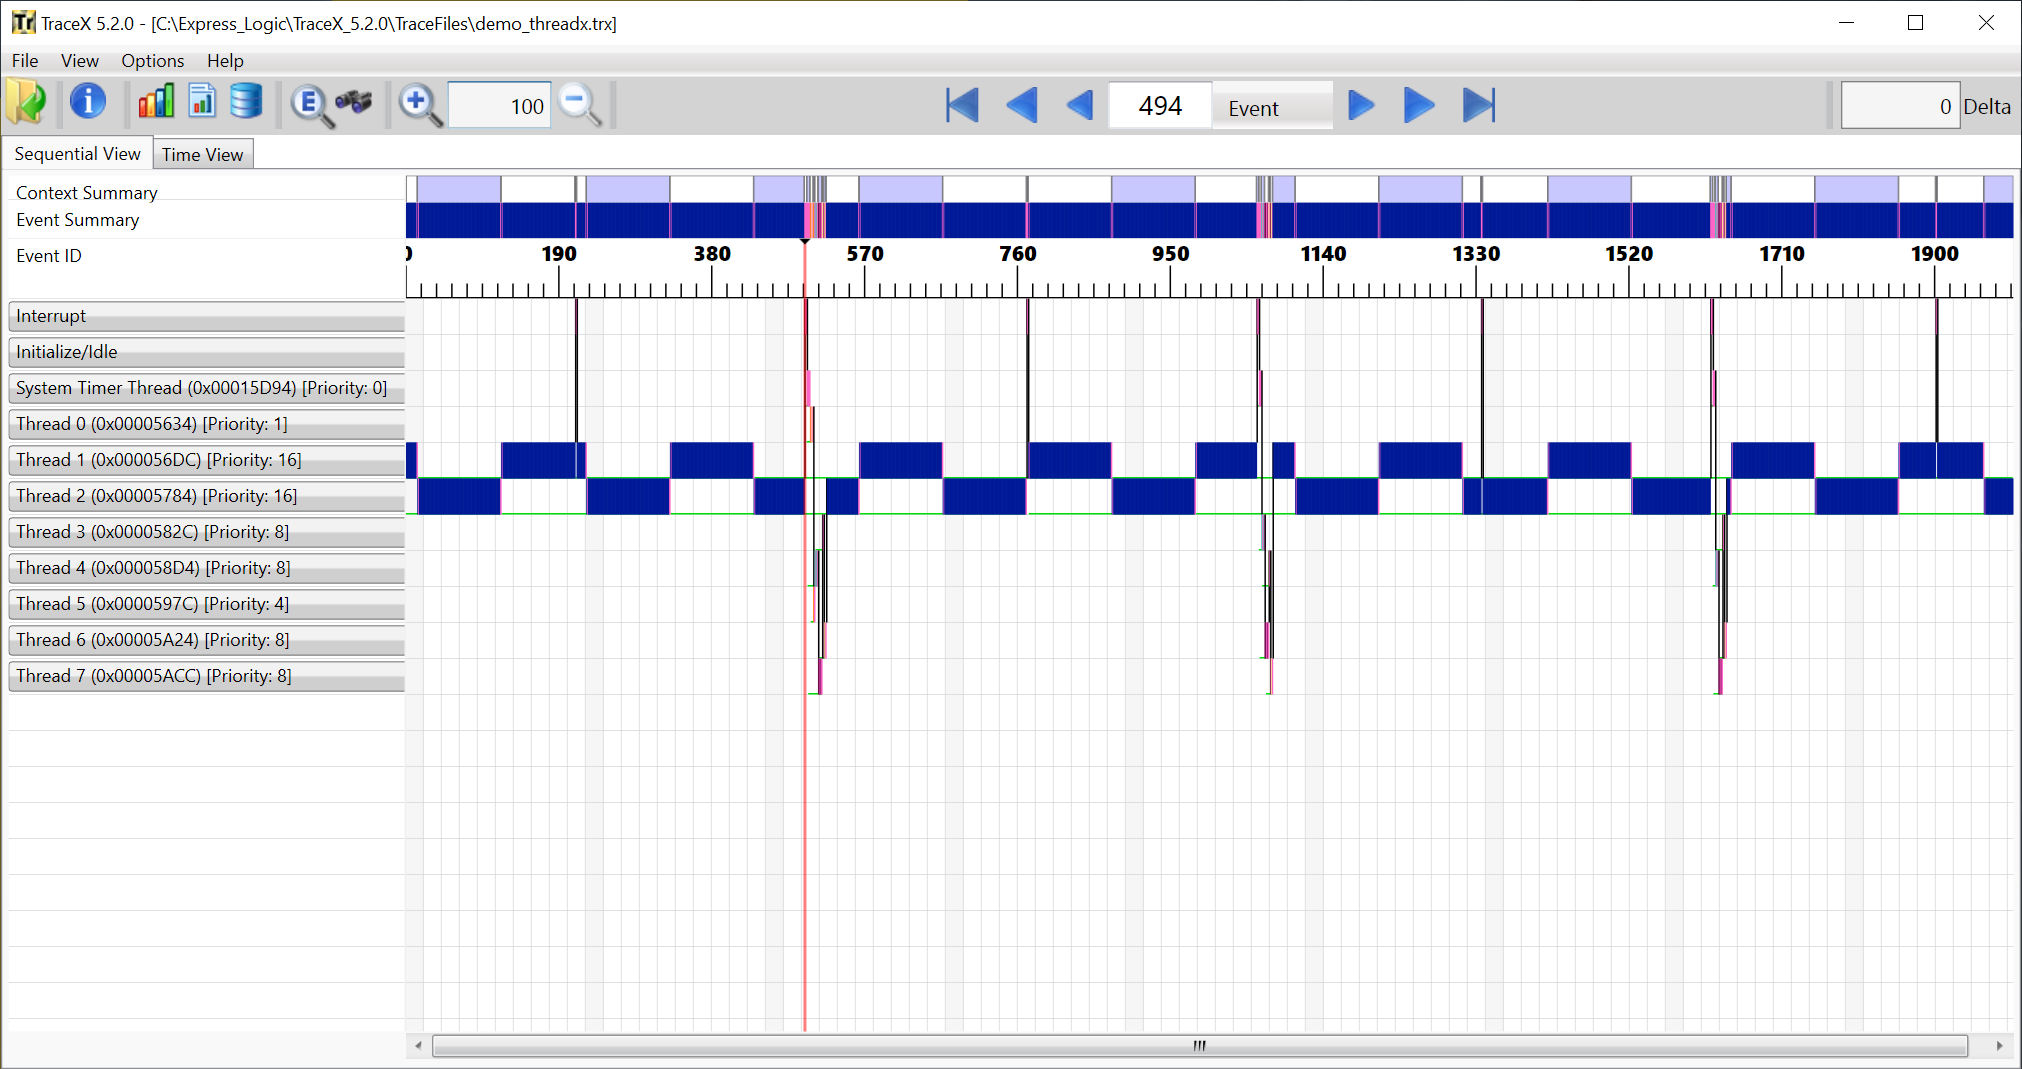 TraceX 5.2.0 - [C:\Express_Logic\TraceX_5.2.0\TraceFiles\demo_threadx.trx]
File View Options Help
100 494 Event 0 Delta
Sequential View Time View
Context Summary
Event Summary
Event ID 0 190 380 570 760 950 1140 1330 1520 1710 1900
Interrupt
Initialize/Idle
System Timer Thread (0x00015D94) [Priority: 0]
Thread 0 (0x00005634) [Priority: 1]
Thread 1 (0x000056DC) [Priority: 16]
Thread 2 (0x00005784) [Priority: 16]
Thread 3 (0x0000582C) [Priority: 8]
Thread 4 (0x000058D4) [Priority: 8]
Thread 5 (0x0000597C) [Priority: 4]
Thread 6 (0x00005A24) [Priority: 8]
Thread 7 (0x00005ACC) [Priority: 8]